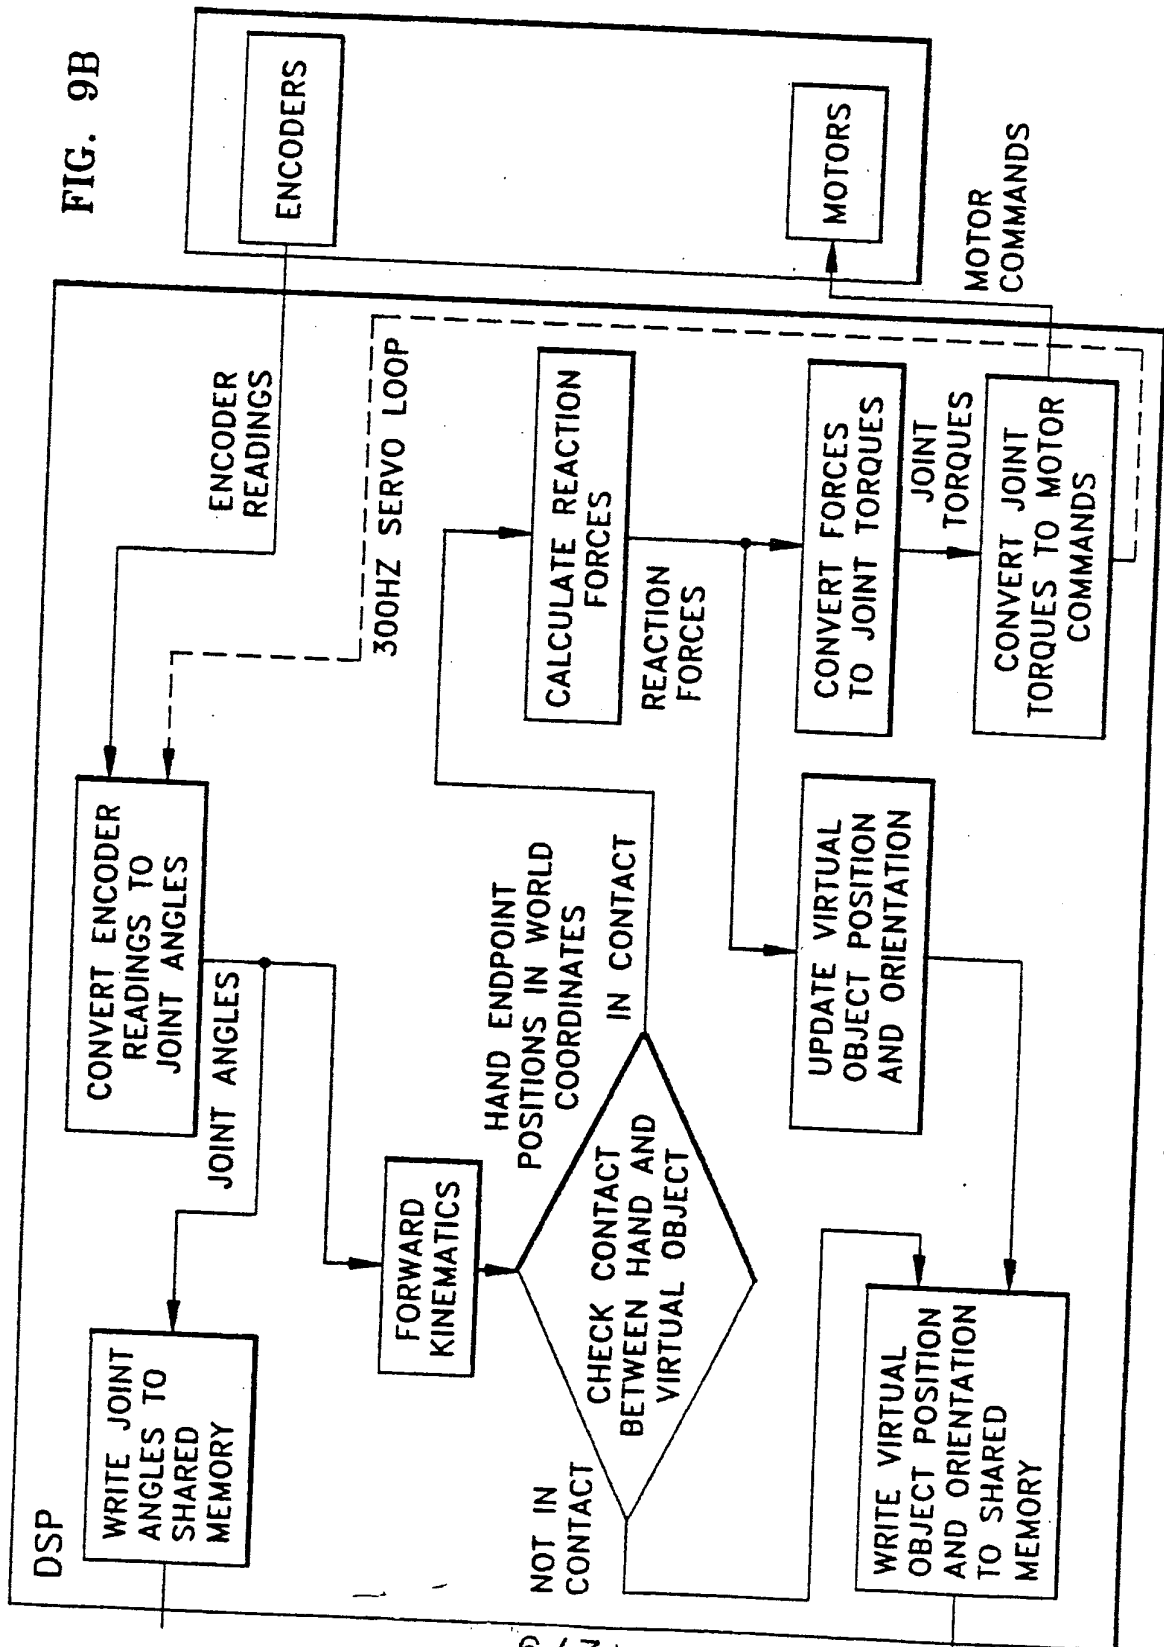 FIG. 9B
DSP
WRITE JOINT
ANGLES TO
SHARED
MEMORY
CONVERT ENCODER
READINGS TO
JOINT ANGLES
JOINT ANGLES
ENCODER
READINGS
ENCODERS
300HZ SERVO LOOP
FORWARD
KINEMATICS
HAND ENDPOINT
POSITIONS IN WORLD
COORDINATES
CHECK CONTACT
BETWEEN HAND AND
VIRTUAL OBJECT
NOT IN
CONTACT
IN CONTACT
CALCULATE REACTION
FORCES
REACTION
FORCES
WRITE VIRTUAL
OBJECT POSITION
AND ORIENTATION
TO SHARED
MEMORY
UPDATE VIRTUAL
OBJECT POSITION
AND ORIENTATION
CONVERT FORCES
TO JOINT TORQUES
JOINT
TORQUES
CONVERT JOINT
TORQUES TO MOTOR
COMMANDS
MOTORS
MOTOR
COMMANDS